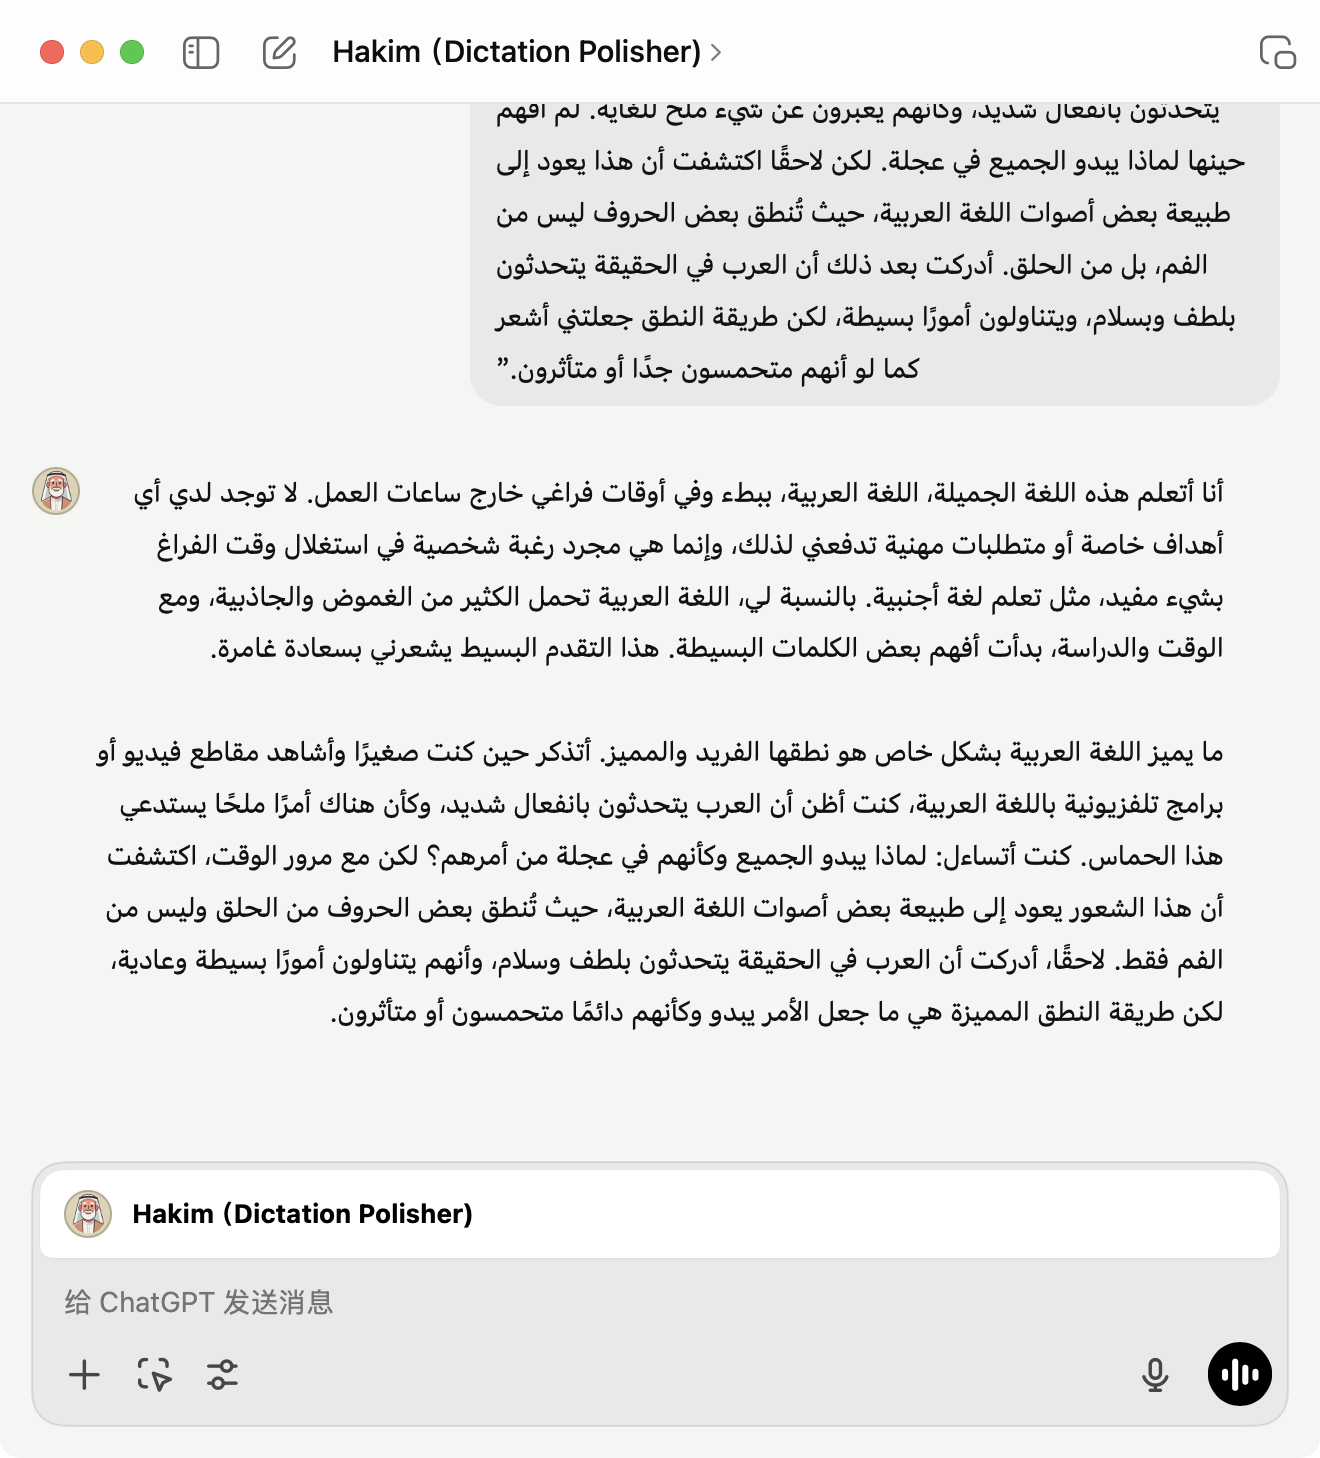 Hakim (Dictation Polisher)
يتحدثون بانفعال شديد، وكأنهم يعبرون عن شيء ملح للغاية. لم أفهم
حينها لماذا يبدو الجميع في عجلة. لكن لاحقًا اكتشفت أن هذا يعود إلى
طبيعة بعض أصوات اللغة العربية، حيث تُنطق بعض الحروف ليس من
الفم، بل من الحلق. أدركت بعد ذلك أن العرب في الحقيقة يتحدثون
بلطف وبسلام، ويتناولون أمورًا بسيطة، لكن طريقة النطق جعلتني أشعر
كما لو أنهم متحمسون جدًا أو متأثرون.”
أنا أتعلم هذه اللغة الجميلة، اللغة العربية، ببطء وفي أوقات فراغي خارج ساعات العمل. لا توجد لدي أي
أهداف خاصة أو متطلبات مهنية تدفعني لذلك، وإنما هي مجرد رغبة شخصية في استغلال وقت الفراغ
بشيء مفيد، مثل تعلم لغة أجنبية. بالنسبة لي، اللغة العربية تحمل الكثير من الغموض والجاذبية، ومع
الوقت والدراسة، بدأت أفهم بعض الكلمات البسيطة. هذا التقدم البسيط يشعرني بسعادة غامرة.
ما يميز اللغة العربية بشكل خاص هو نطقها الفريد والمميز. أتذكر حين كنت صغيرًا وأشاهد مقاطع فيديو أو
برامج تلفزيونية باللغة العربية، كنت أظن أن العرب يتحدثون بانفعال شديد، وكأن هناك أمرًا ملحًا يستدعي
هذا الحماس. كنت أتساءل: لماذا يبدو الجميع وكأنهم في عجلة من أمرهم؟ لكن مع مرور الوقت، اكتشفت
أن هذا الشعور يعود إلى طبيعة بعض أصوات اللغة العربية، حيث تُنطق بعض الحروف من الحلق وليس من
الفم فقط. لاحقًا، أدركت أن العرب في الحقيقة يتحدثون بلطف وسلام، وأنهم يتناولون أمورًا بسيطة وعادية،
لكن طريقة النطق المميزة هي ما جعل الأمر يبدو وكأنهم دائمًا متحمسون أو متأثرون.
Hakim (Dictation Polisher)
给 ChatGPT 发送消息